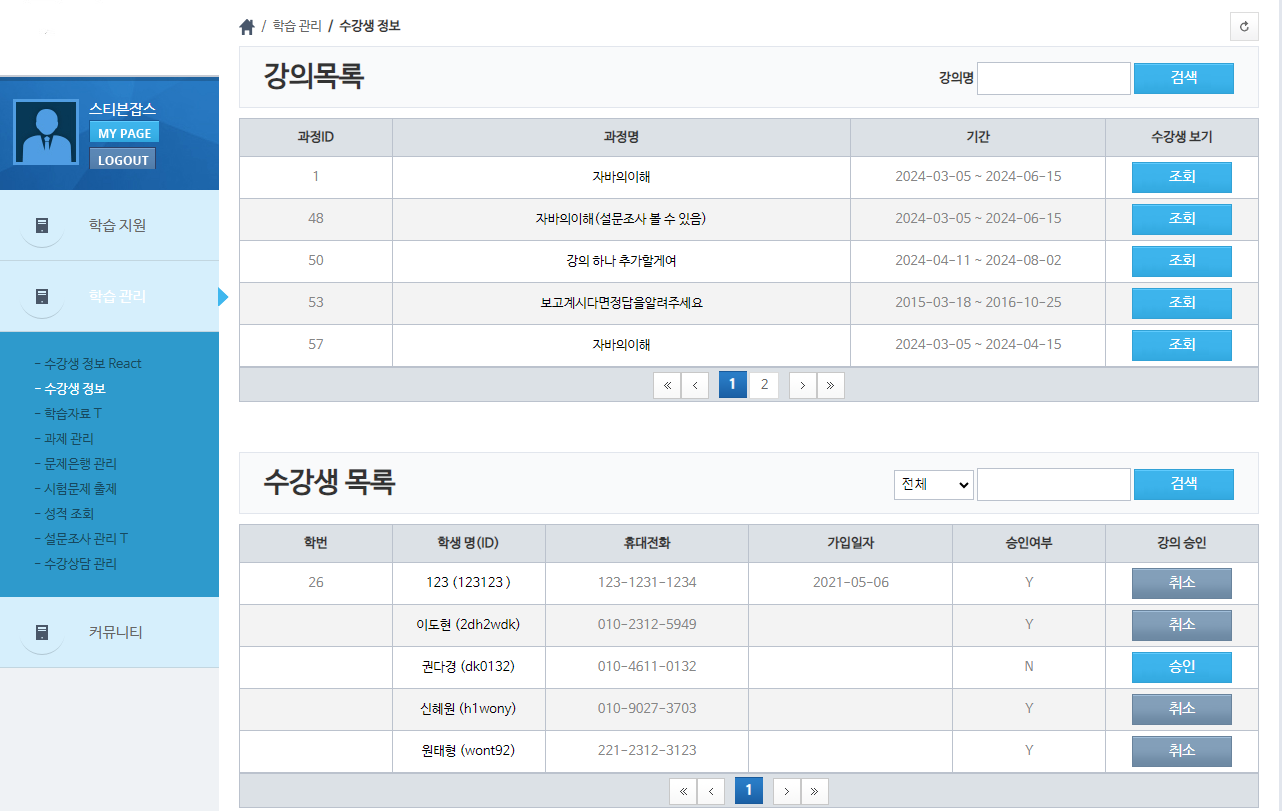 / 학습 관리 / 수강생 정보
스티븐잡스
MY PAGE
LOGOUT
학습 지원
학습 관리
- 수강생 정보 React
- 수강생 정보
- 학습자료 T
- 과제 관리
- 문제은행 관리
- 시험문제 출제
- 성적 조회
- 설문조사 관리 T
- 수강상담 관리
커뮤니티
강의목록 강의명 검색
과정ID 과정명 기간 수강생 보기
1 자바의이해 2024-03-05 ~ 2024-06-15 조회
48 자바의이해(설문조사 볼 수 있음) 2024-03-05 ~ 2024-06-15 조회
50 강의 하나 추가할게여 2024-04-11 ~ 2024-08-02 조회
53 보고계시다면정답을알려주세요 2015-03-18 ~ 2016-10-25 조회
57 자바의이해 2024-03-05 ~ 2024-04-15 조회
« ‹ 1 2 › »
수강생 목록 전체 검색
학번 학생 명(ID) 휴대전화 가입일자 승인여부 강의 승인
26 123 (123123 ) 123-1231-1234 2021-05-06 Y 취소
이도현 (2dh2wdk) 010-2312-5949 Y 취소
권다경 (dk0132) 010-4611-0132 N 승인
신혜원 (h1wony) 010-9027-3703 Y 취소
원태형 (wont92) 221-2312-3123 Y 취소
« ‹ 1 › »